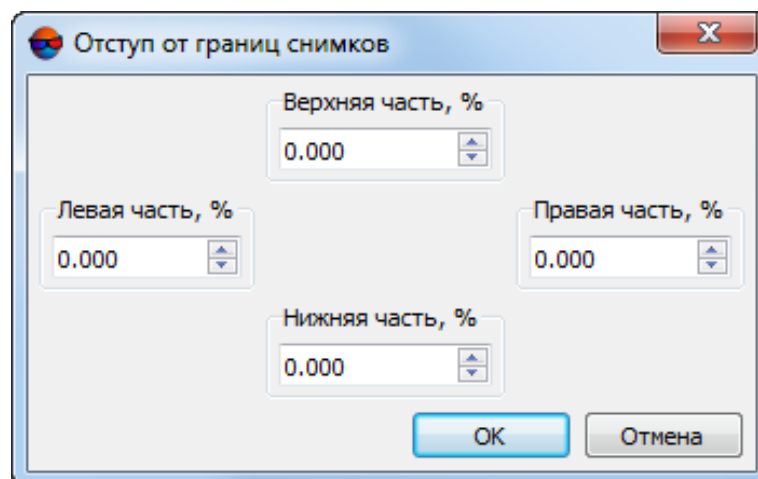 Отступ от границ снимков
Верхняя часть, %
0.000
Левая часть, %
Правая часть, %
0.000
0.000
Нижняя часть, %
0.000
OK
Отмена